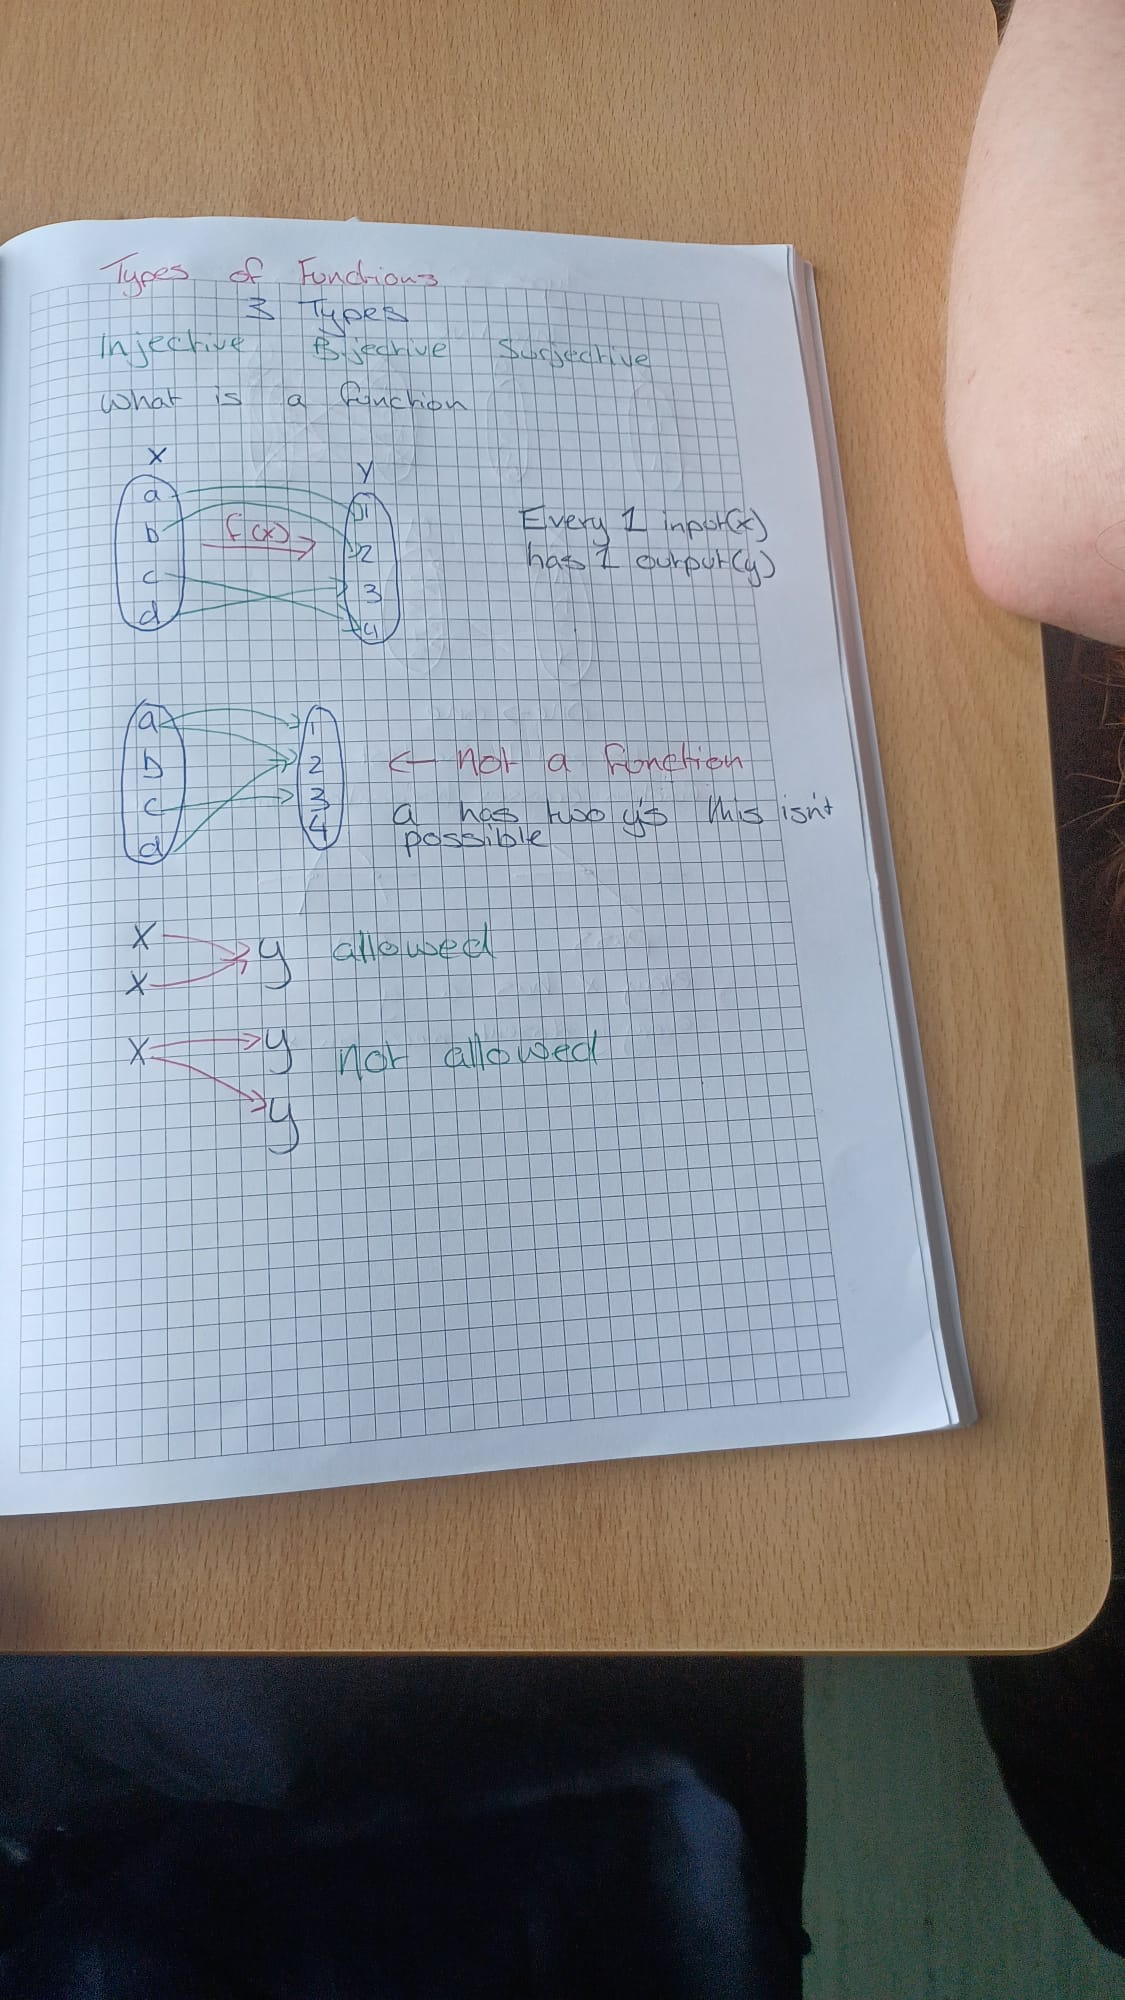 Types of Functions
3 Types
Injective Bijective Surjective
What is a function
X Y
a 1
b f(x) 2
c 3
d 4
Every 1 input(x)
has 1 output(y)
a 1
b 2
c 3
d 4
← not a function
a has two y's this isn't
possible
X
X y allowed
X y not allowed
y